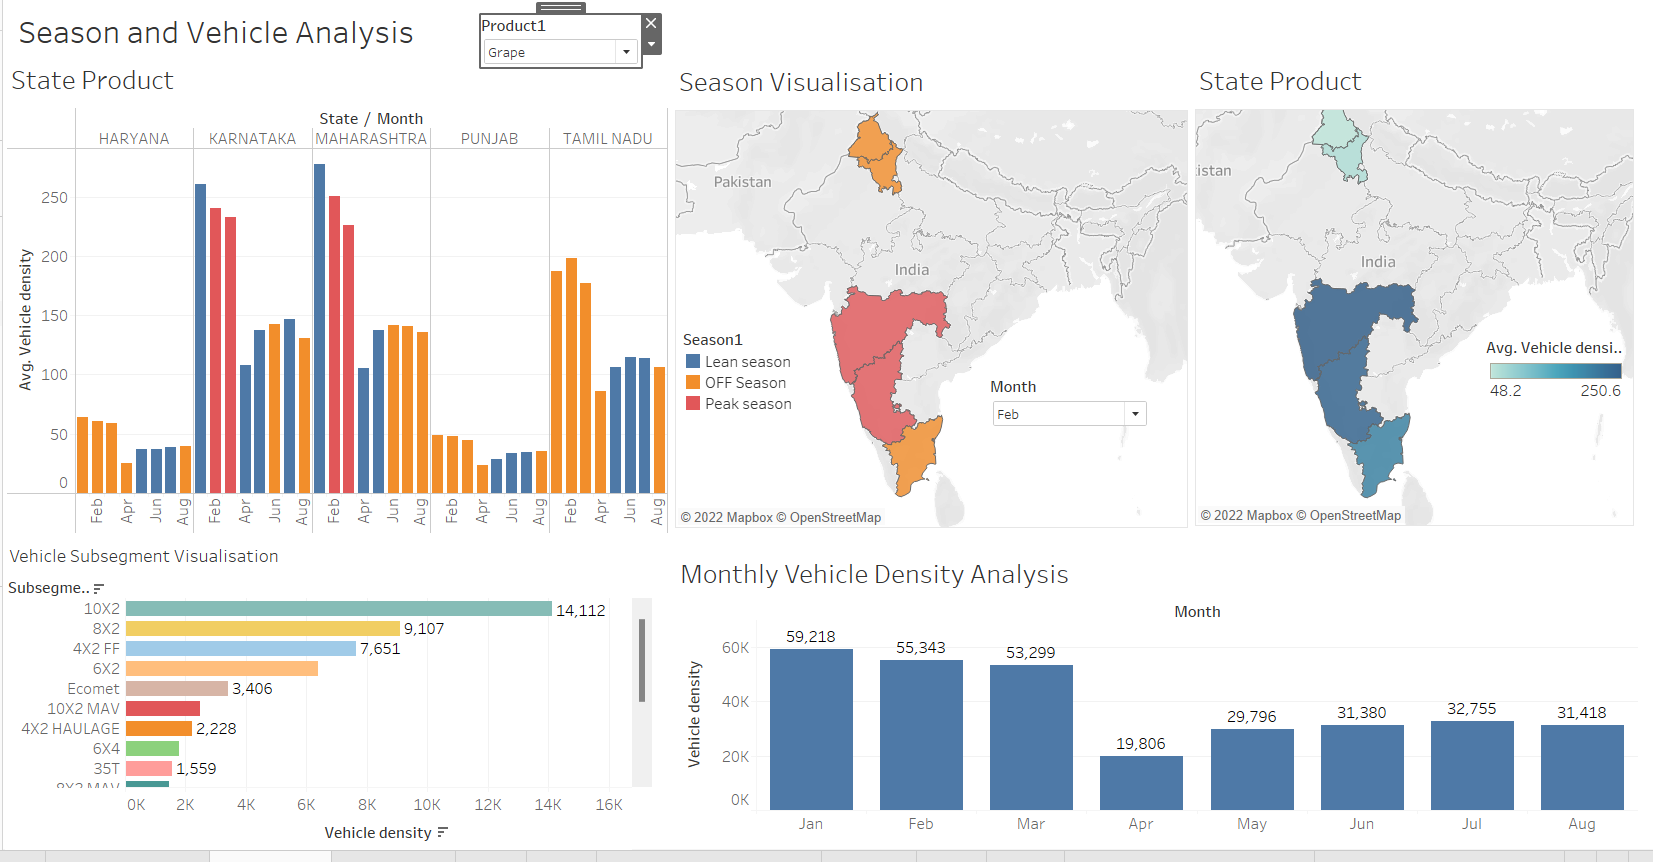 Season and Vehicle Analysis
Product1
Grape
State Product
State / Month
HARYANA KARNATAKA MAHARASHTRA PUNJAB TAMIL NADU
Avg. Vehicle density
250
200
150
100
50
0
Feb Apr Jun Aug Feb Apr Jun Aug Feb Apr Jun Aug Feb Apr Jun Aug Feb Apr Jun Aug
Season Visualisation
Pakistan
India
Season1
Lean season
OFF Season
Peak season
Month
Feb
© 2022 Mapbox © OpenStreetMap
State Product
istan
India
Avg. Vehicle densi..
48.2 250.6
© 2022 Mapbox © OpenStreetMap
Vehicle Subsegment Visualisation
Subsegme..
10X2 14,112
8X2 9,107
4X2 FF 7,651
6X2
Ecomet 3,406
10X2 MAV
4X2 HAULAGE 2,228
6X4
35T 1,559
8X2 MAV
0K 2K 4K 6K 8K 10K 12K 14K 16K
Vehicle density
Monthly Vehicle Density Analysis
Month
Vehicle density
60K
40K
20K
0K
59,218 55,343 53,299 19,806 29,796 31,380 32,755 31,418
Jan Feb Mar Apr May Jun Jul Aug